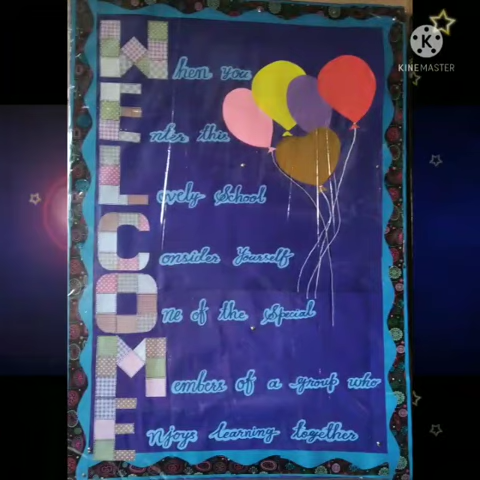 When you
Enter this
Lovely School
Consider Yourself
One of the Special
Members of a group who
Enjoys Learning together
K
KINEMASTER